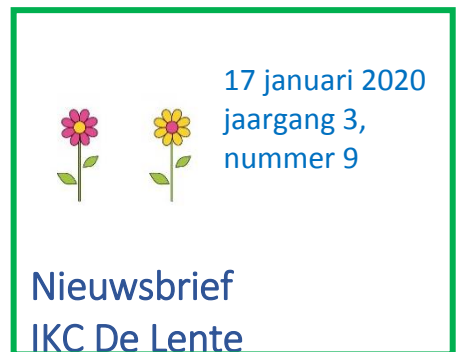 17 januari 2020
jaargang 3,
nummer 9
Nieuwsbrief
IKC De Lente